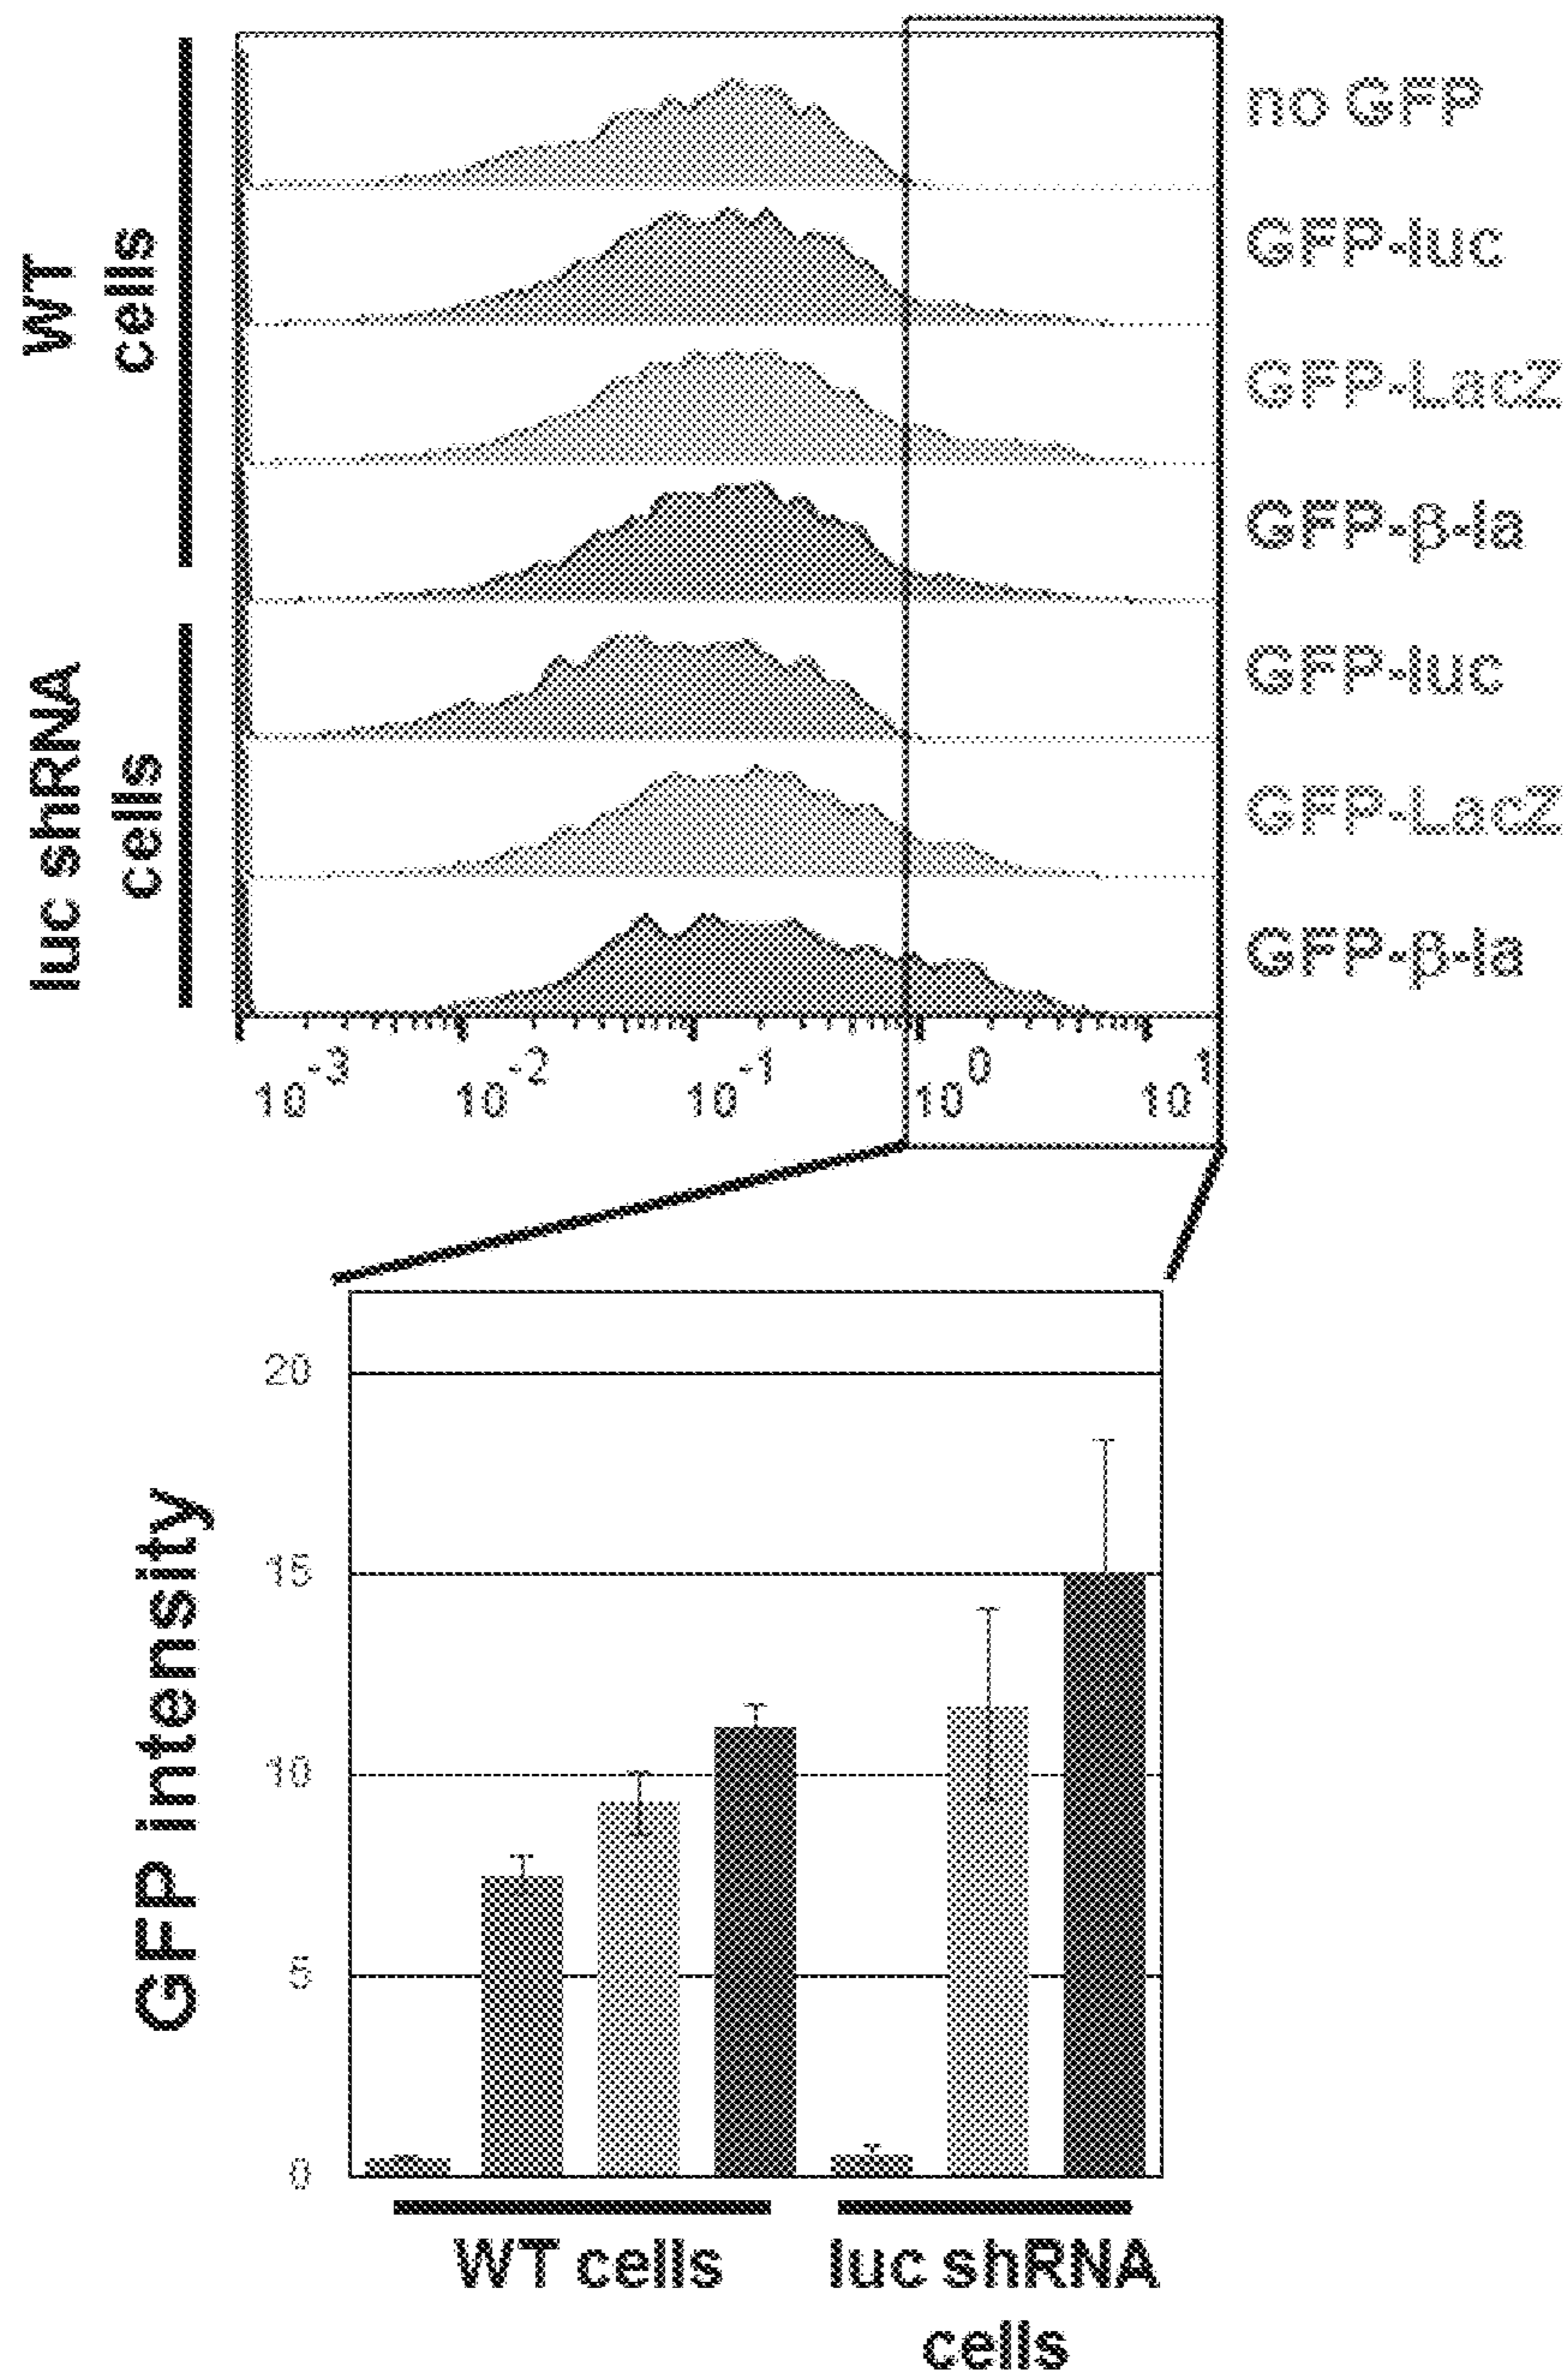 WT
cells
luc shRNA
cells
no GFP
GFP-luc
GFP-LacZ
GFP-β-la
GFP-luc
GFP-LacZ
GFP-β-la
10⁻³ 10⁻² 10⁻¹ 10⁰ 10¹
GFP intensity
20
15
10
5
0
WT cells luc shRNA
cells